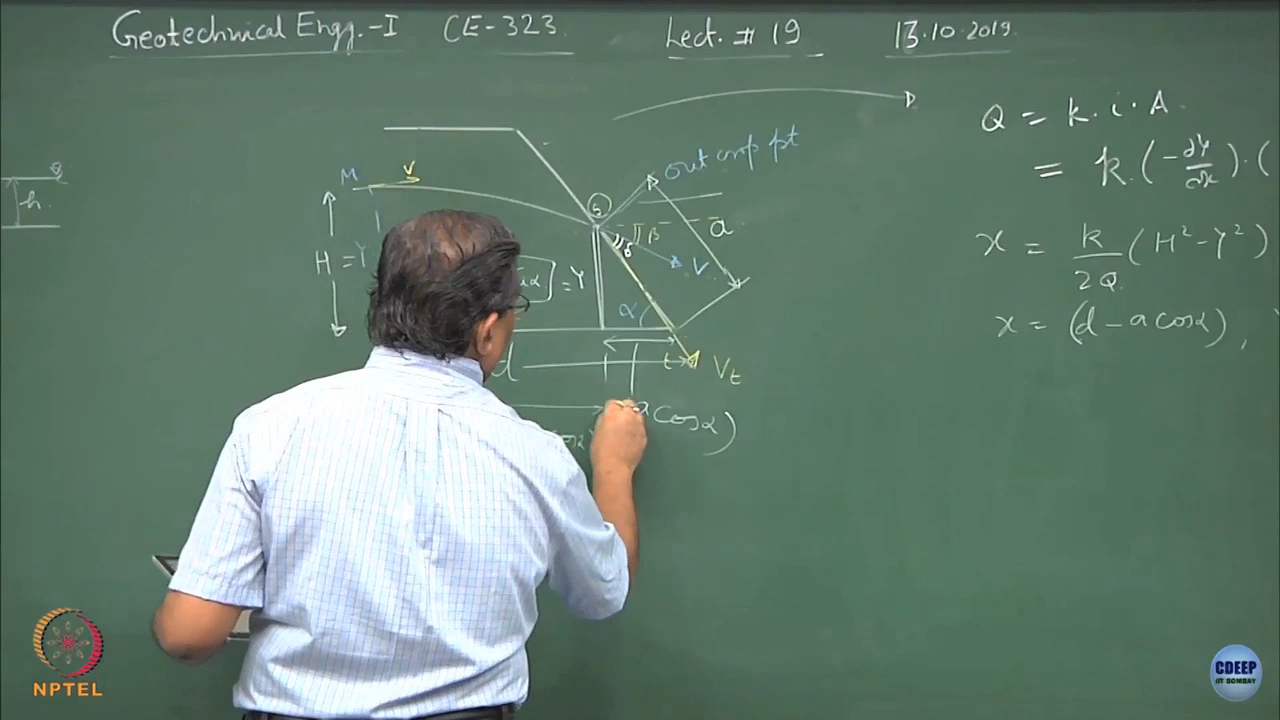 Geotechnical Engg.-I CE-323 Lect. # 19 13.10.2019
Q = k. i. A
= k. (-dY/dx) . (
x = k/2Q (H² - Y²)
x = (d - a cosα) ,
h
M
v
H = Y
out crop pt
S
β
δ
a
V
α
α = Y
d
t
Vt
a cosα)
cosα
NPTEL
CDEEP
IIT BOMBAY